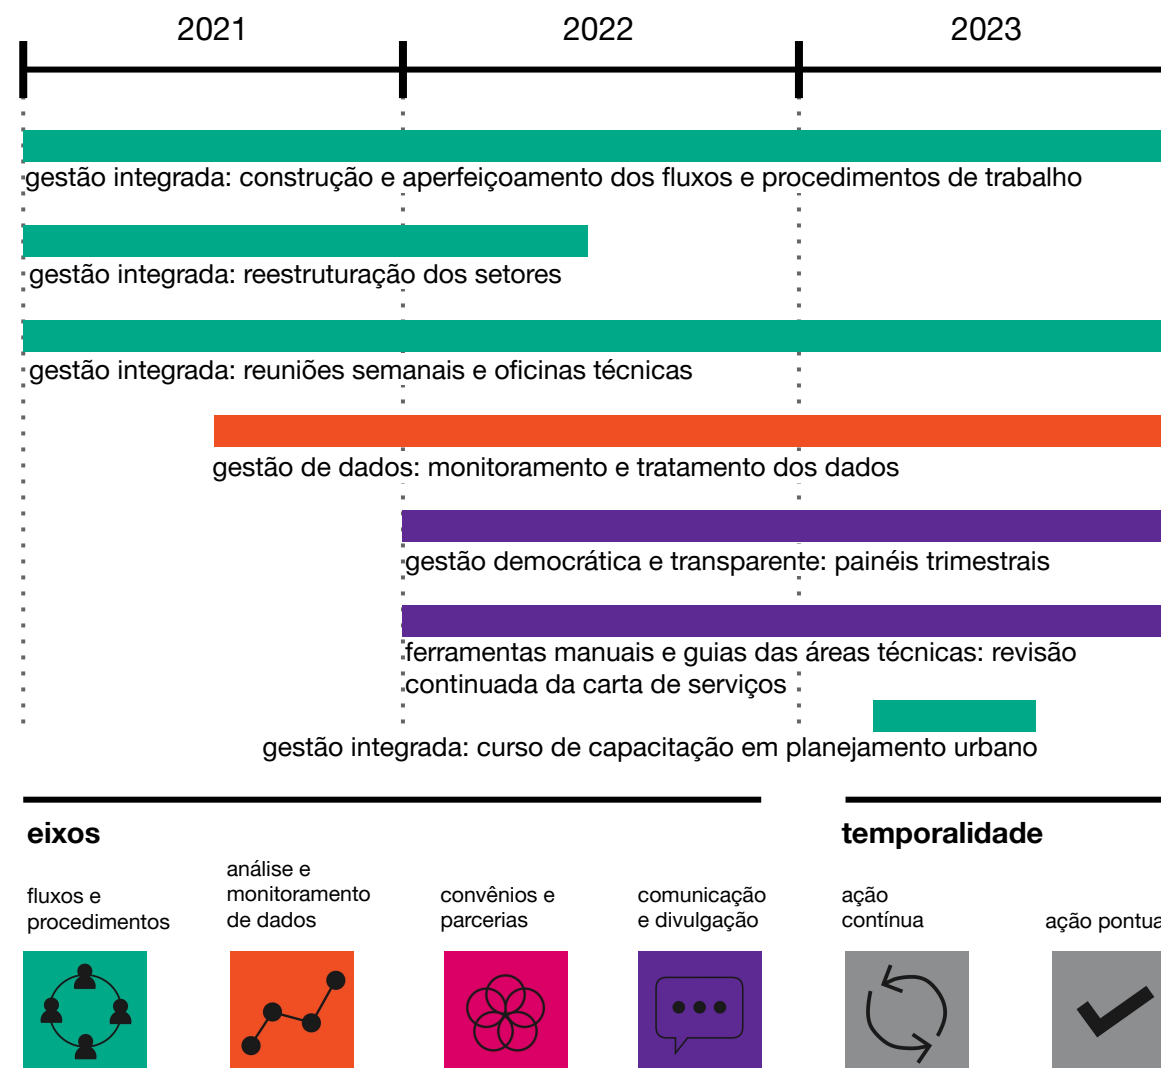 2021 2022 2023
gestão integrada: construção e aperfeiçoamento dos fluxos e procedimentos de trabalho
gestão integrada: reestruturação dos setores
gestão integrada: reuniões semanais e oficinas técnicas
gestão de dados: monitoramento e tratamento dos dados
gestão democrática e transparente: painéis trimestrais
ferramentas manuais e guias das áreas técnicas: revisão
continuada da carta de serviços
gestão integrada: curso de capacitação em planejamento urbano
eixos
fluxos e
procedimentos
análise e
monitoramento
de dados
convênios e
parcerias
comunicação
e divulgação
temporalidade
ação
contínua
ação pontua